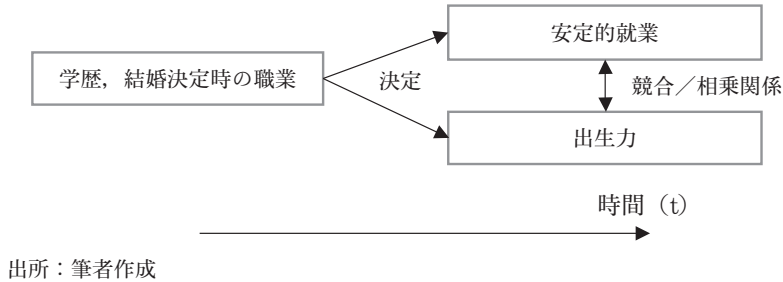 安定的就業
学歴，結婚決定時の職業
決定
競合／相乗関係
出生力
時間（t）
出所：筆者作成